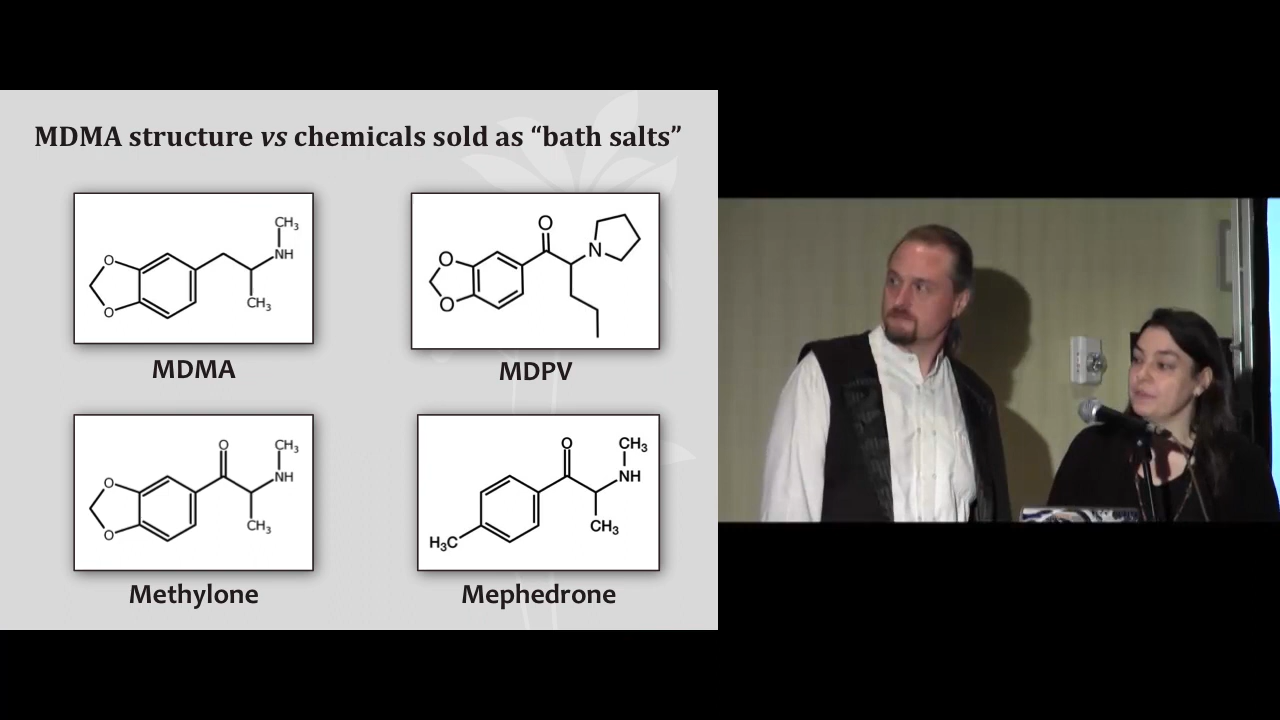 MDMA structure vs chemicals sold as “bath salts”
CH₃
O
NH
O
CH₃
MDMA
O
N
O
O
MDPV
O
CH₃
O
NH
O
CH₃
Methylone
O
CH₃
NH
CH₃
H₃C
Mephedrone